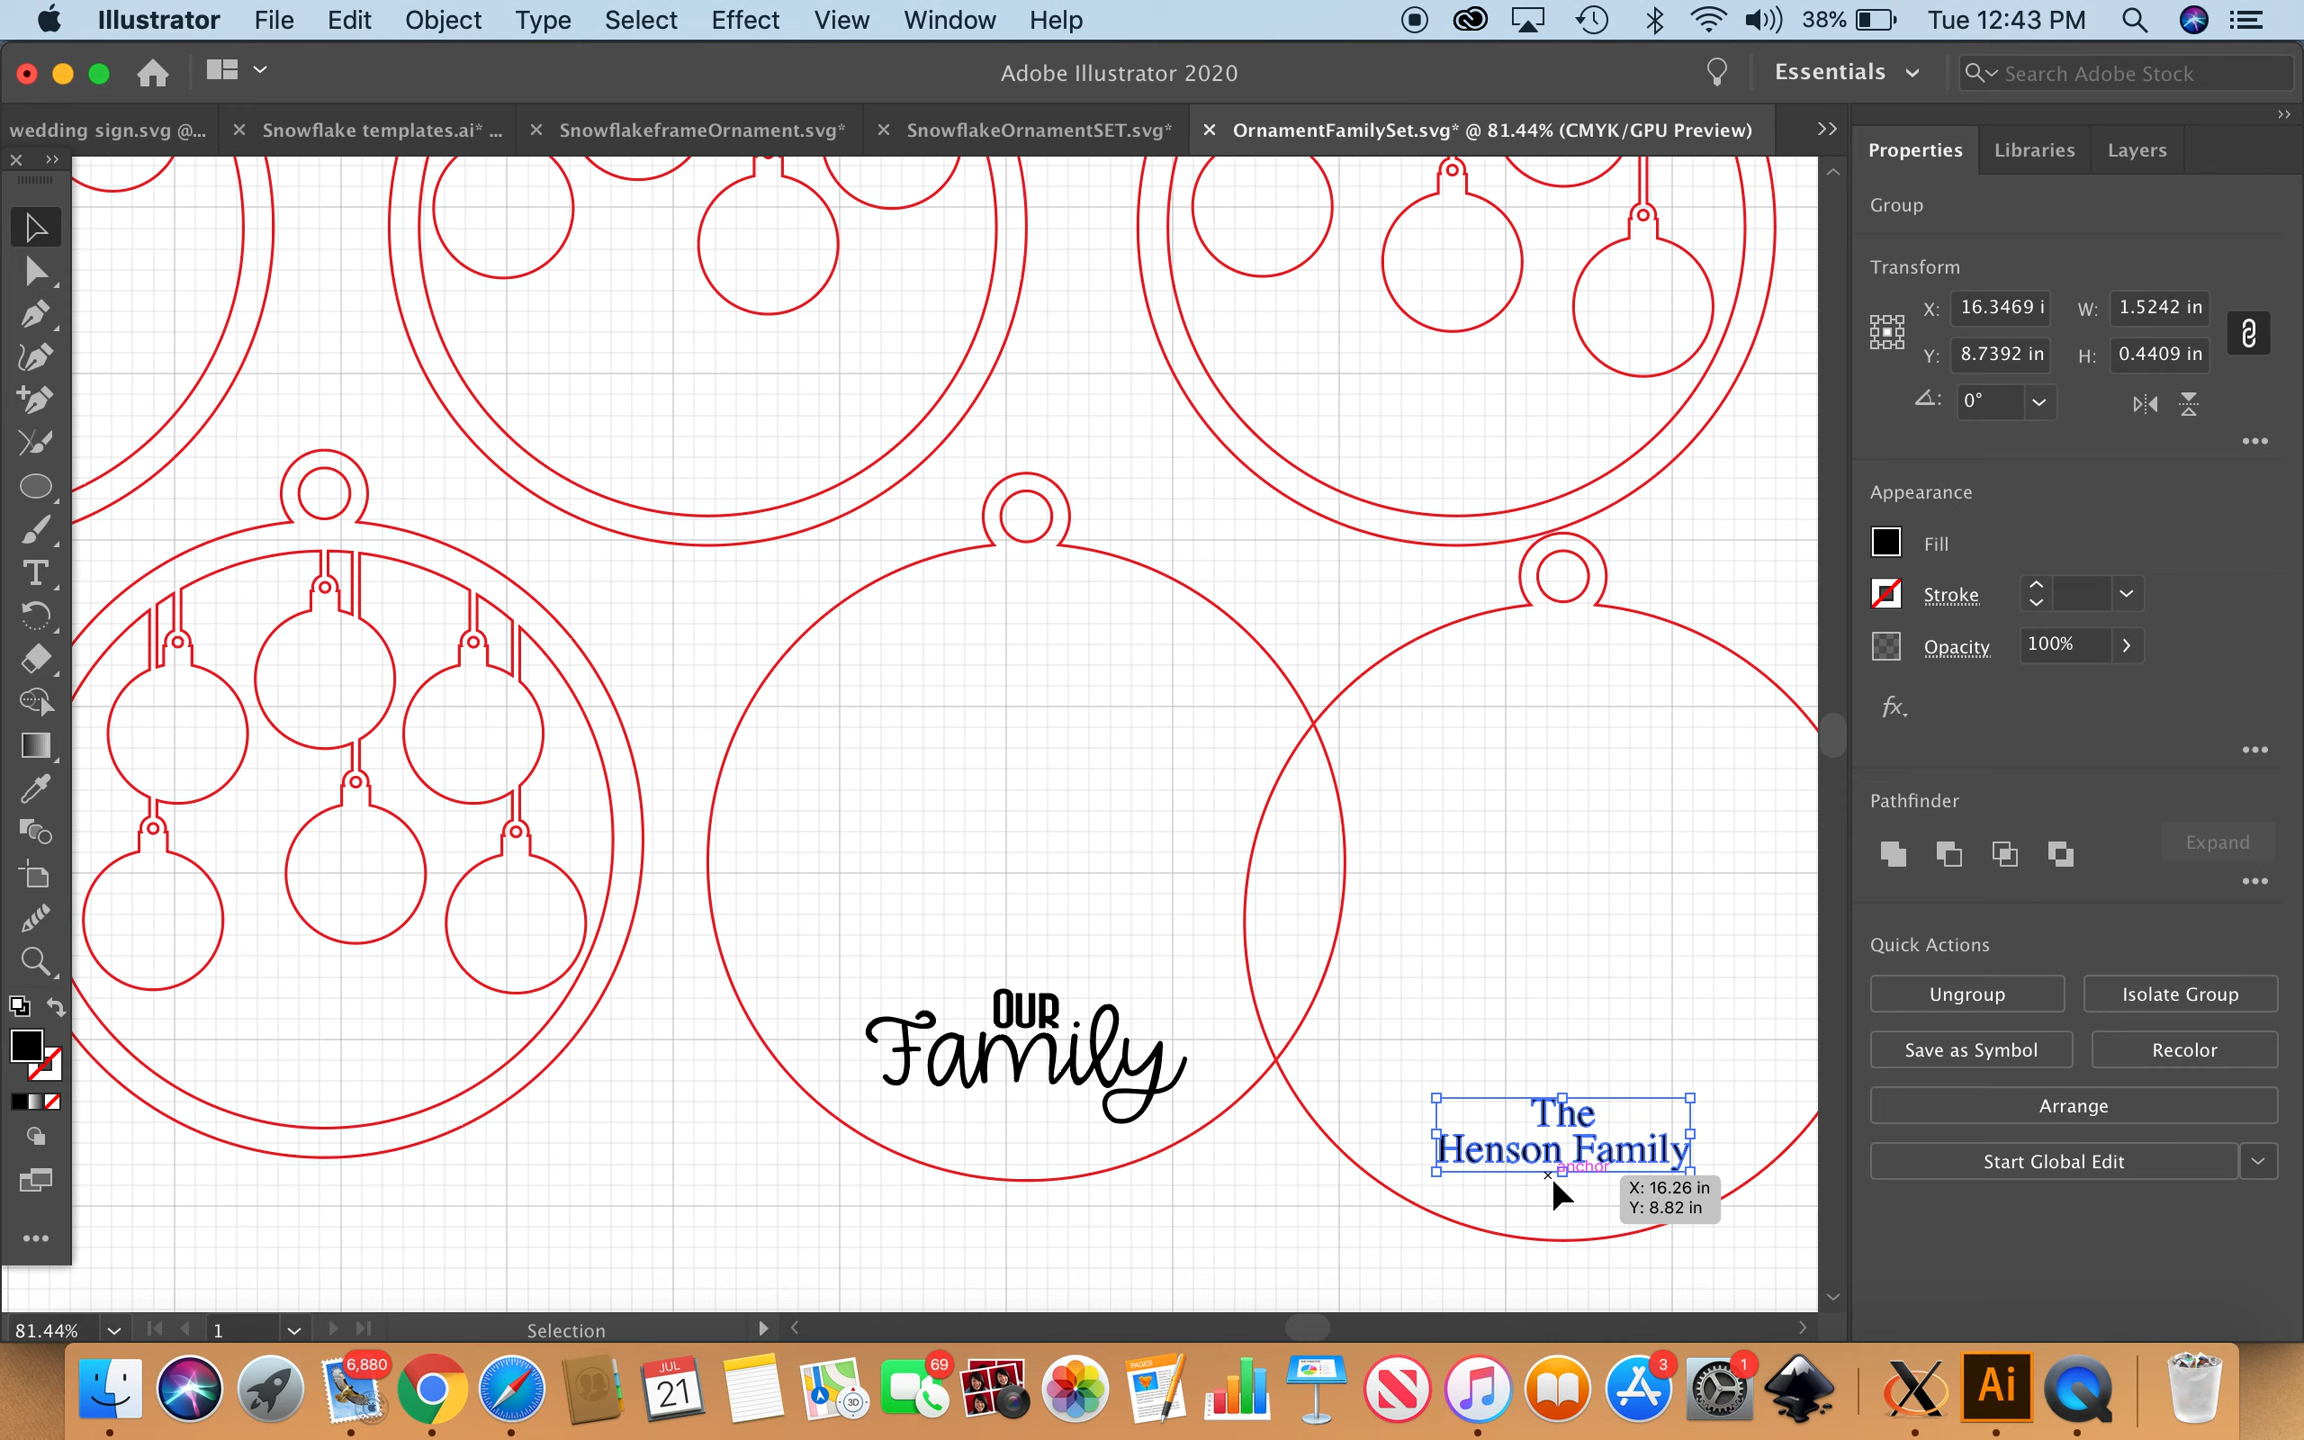 Illustrator File Edit Object Type Select Effect View Window Help 38% Tue 12:43 PM
Adobe Illustrator 2020
Essentials
Search Adobe Stock
wedding sign.svg @...
Snowflake templates.ai* ...
SnowflakeframeOrnament.svg*
SnowflakeOrnamentSET.svg*
OrnamentFamilySet.svg* @ 81.44% (CMYK/GPU Preview)
Properties Libraries Layers
Group
Transform
X: 16.3469 i W: 1.5242 in
Y: 8.7392 in H: 0.4409 in
0°
Appearance
Fill
Stroke
Opacity 100%
fx
Pathfinder
Expand
Quick Actions
Ungroup Isolate Group
Save as Symbol Recolor
Arrange
Start Global Edit
OUR
Family
The
Henson Family
anchor
X: 16.26 in
Y: 8.82 in
81.44% 1 Selection
6,880
JUL
21
3D
69
PAGES
3
1
Ai